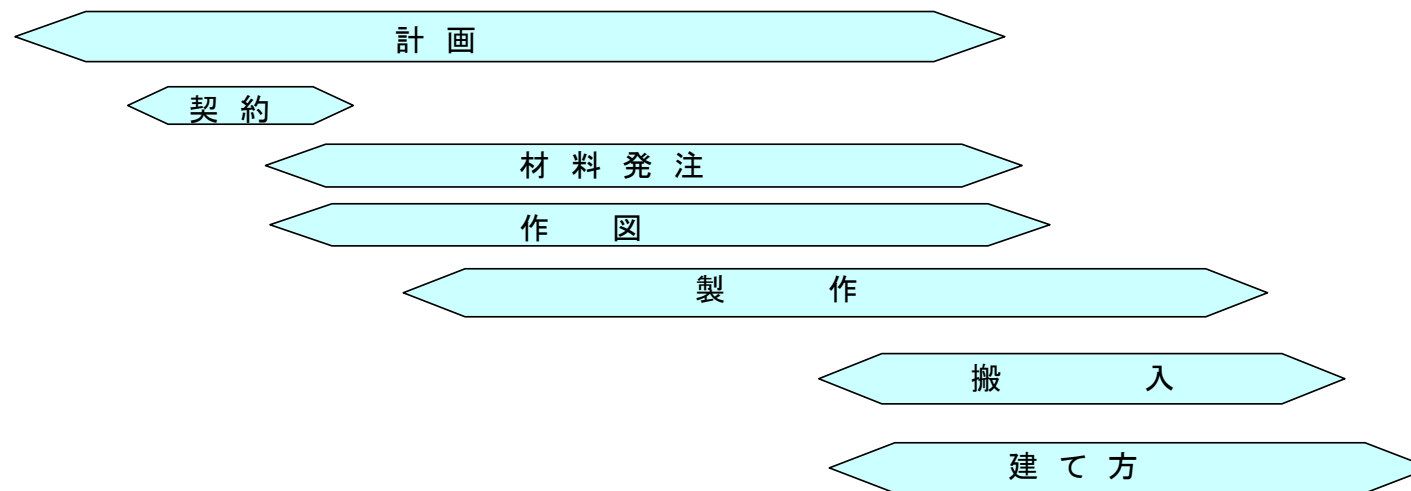 計 画
契 約
材 料 発 注
作 図
製 作
搬 入
建 て 方